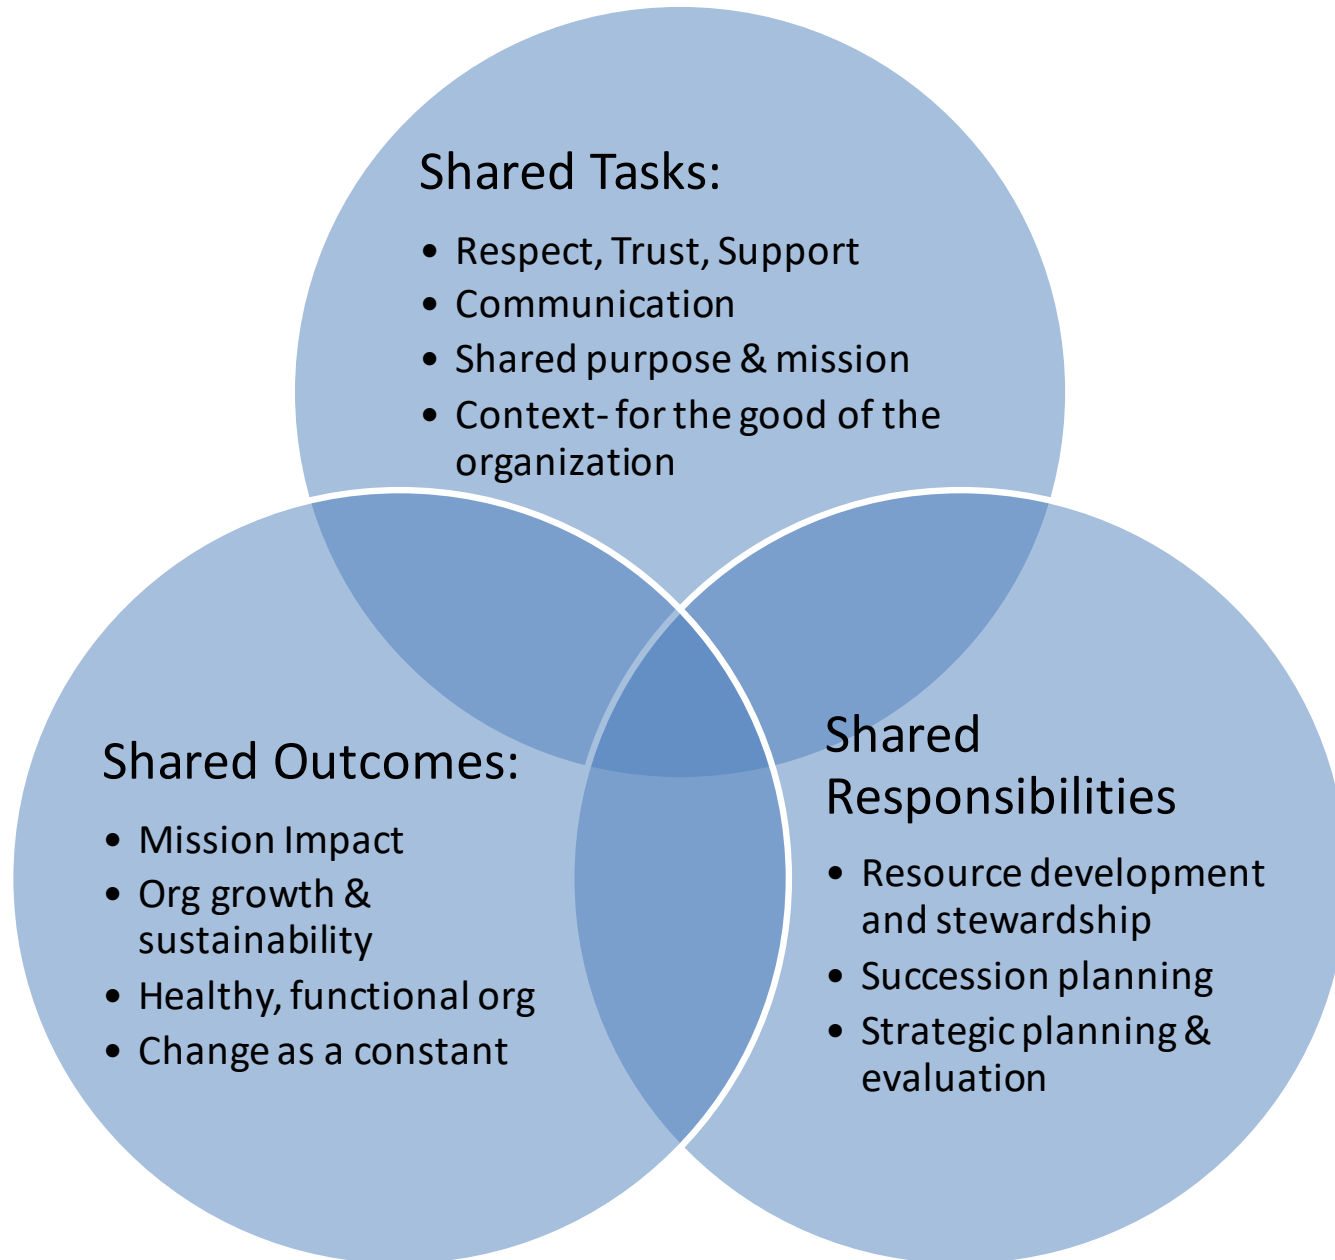 Shared Tasks:
• Respect, Trust, Support
• Communication
• Shared purpose & mission
• Context- for the good of the
organization
Shared Outcomes:
• Mission Impact
• Org growth &
sustainability
• Healthy, functional org
• Change as a constant
Shared
Responsibilities
• Resource development
and stewardship
• Succession planning
• Strategic planning &
evaluation